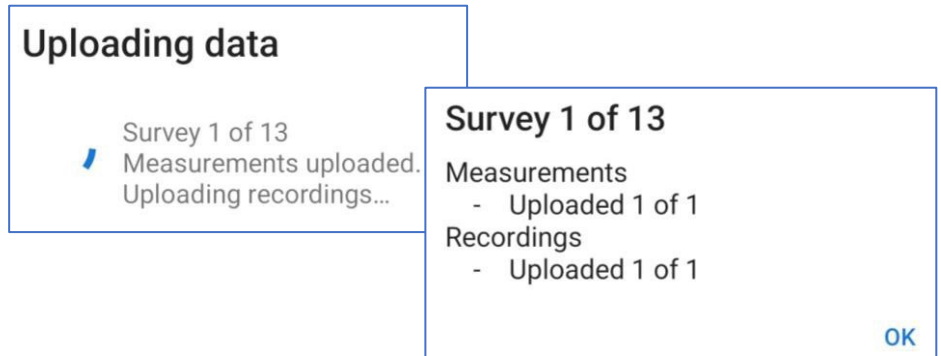 Uploading data
Survey 1 of 13
Measurements uploaded.
Uploading recordings...
Survey 1 of 13
Measurements
- Uploaded 1 of 1
Recordings
- Uploaded 1 of 1
OK